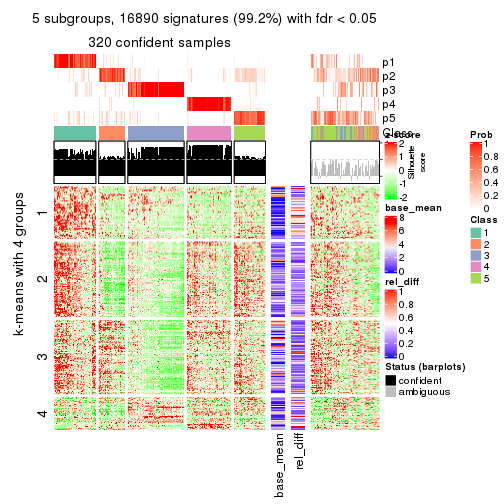 5 subgroups, 16890 signatures (99.2%) with fdr < 0.05
320 confident samples
p1
p2
p3
p4
p5
Class
z-score
2
1
0
-1
-2
Silhouette
score
base_mean
8
6
4
2
0
rel_diff
1
0.8
0.6
0.4
0.2
0
Prob
1
0.8
0.6
0.4
0.2
0
Class
1
2
3
4
5
Status (barplots)
confident
ambiguous
k-means with 4 groups
1
2
3
4
base_mean
rel_diff